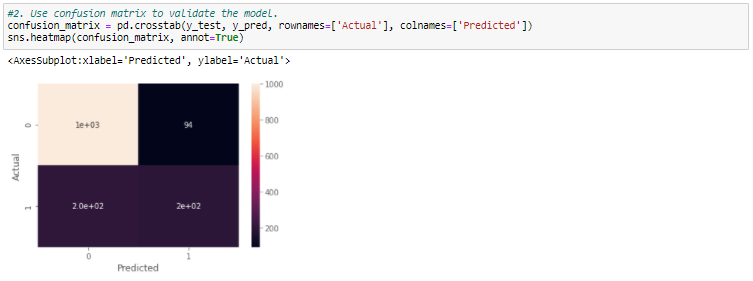 #2. Use confusion matrix to validate the model.
confusion_matrix = pd.crosstab(y_test, y_pred, rownames=['Actual'], colnames=['Predicted'])
sns.heatmap(confusion_matrix, annot=True)
<AxesSubplot:xlabel='Predicted', ylabel='Actual'>
1000
0 1e+03 94
800
600
Actual
400
1 2.0e+02 2e+02
200
0 1
Predicted